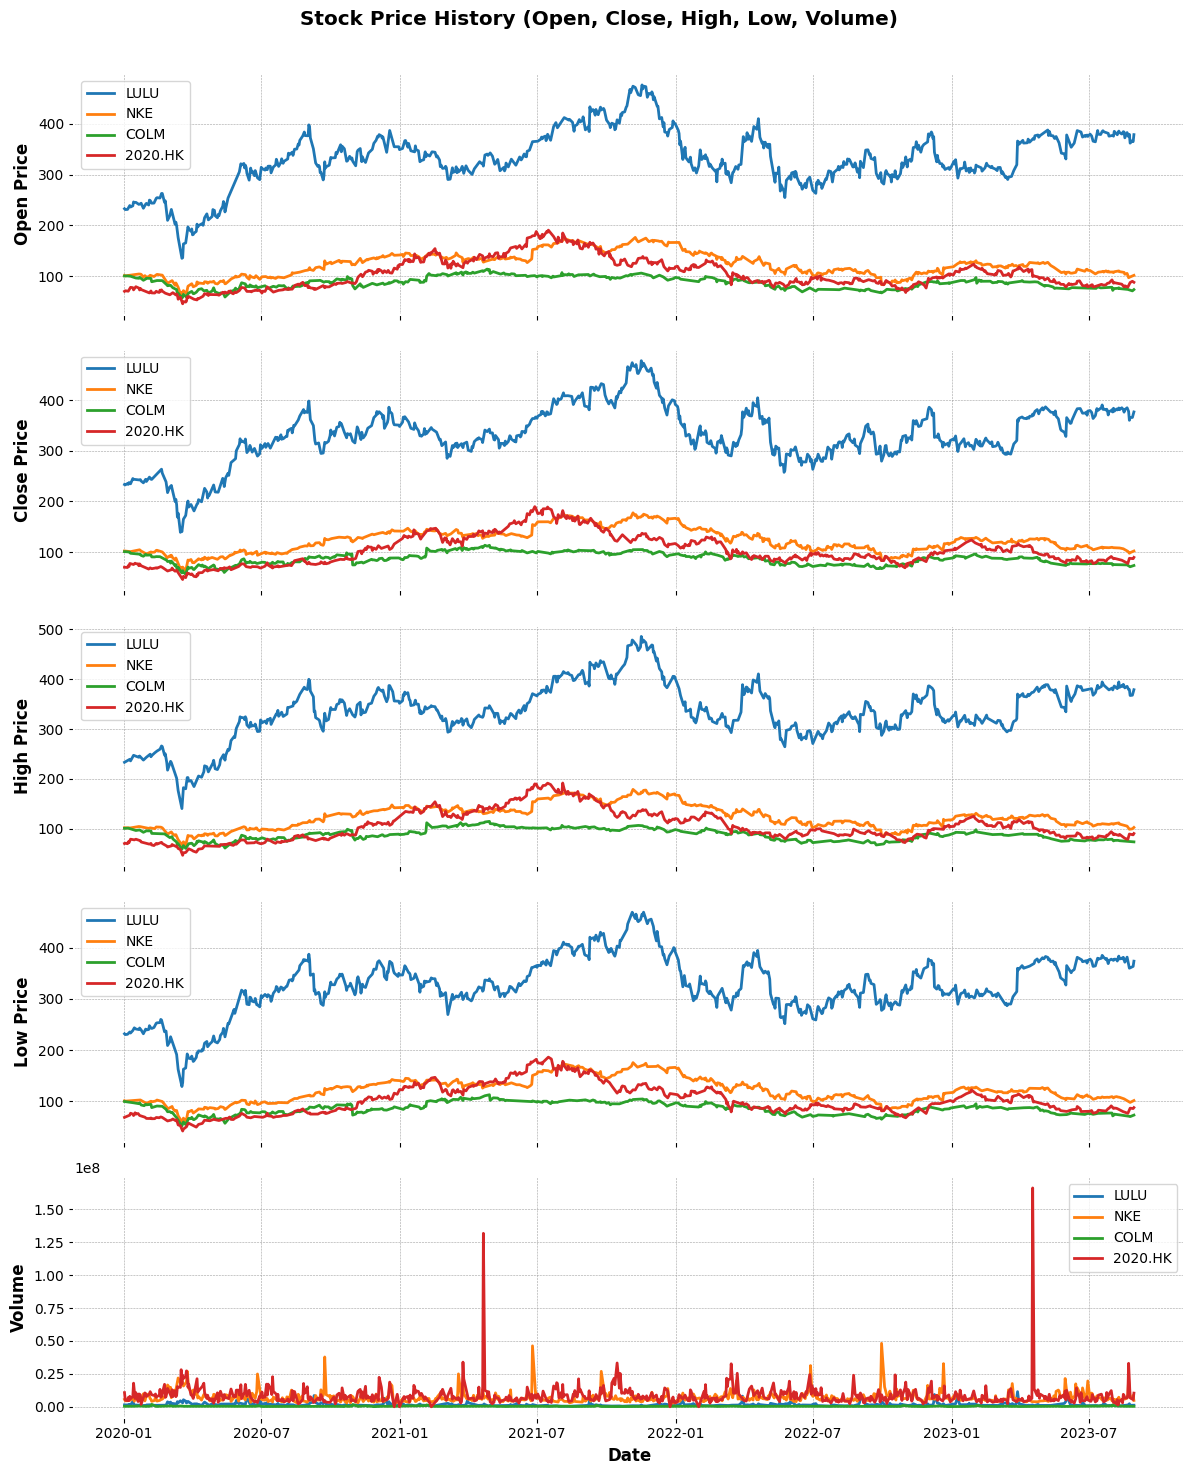 Stock Price History (Open, Close, High, Low, Volume)
LULU
NKE
COLM
2020.HK
400
300
200
100
Open Price
LULU
NKE
COLM
2020.HK
400
300
200
100
Close Price
LULU
NKE
COLM
2020.HK
500
400
300
200
100
High Price
LULU
NKE
COLM
2020.HK
400
300
200
100
Low Price
1e8
LULU
NKE
COLM
2020.HK
1.50
1.25
1.00
0.75
0.50
0.25
0.00
Volume
2020-01 2020-07 2021-01 2021-07 2022-01 2022-07 2023-01 2023-07
Date